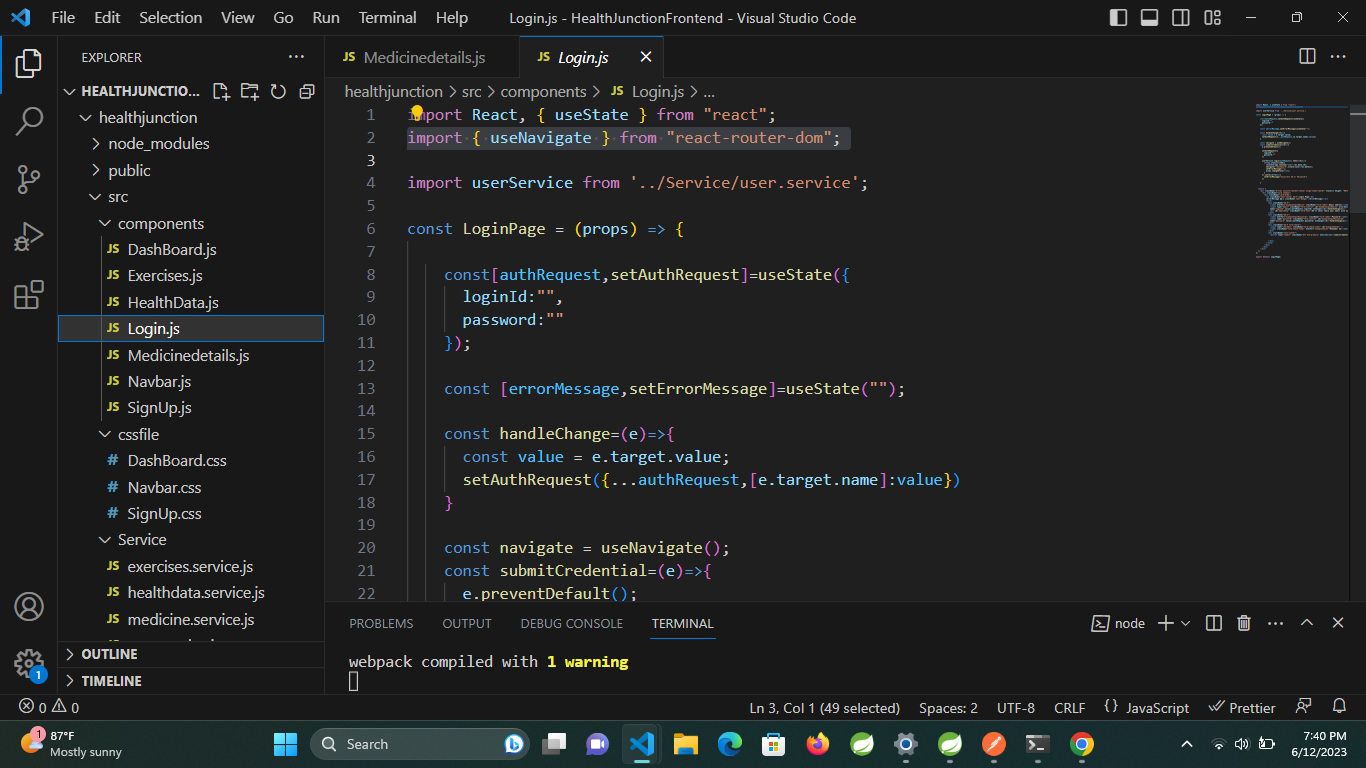 File Edit Selection View Go Run Terminal Help
Login.js - HealthJunctionFrontend - Visual Studio Code
EXPLORER
HEALTHJUNCTIO...
healthjunction
node_modules
public
src
components
JS DashBoard.js
JS Exercises.js
JS HealthData.js
JS Login.js
JS Medicinedetails.js
JS Navbar.js
JS SignUp.js
cssfile
# DashBoard.css
# Navbar.css
# SignUp.css
Service
JS exercises.service.js
JS healthdata.service.js
JS medicine.service.js
OUTLINE
TIMELINE
JS Medicinedetails.js
JS Login.js
healthjunction > src > components > JS Login.js > ...
1 import React, { useState } from "react";
2 import { useNavigate } from "react-router-dom";
3
4 import userService from '../Service/user.service';
5
6 const LoginPage = (props) => {
7
8 const[authRequest,setAuthRequest]=useState({
9 loginId:"",
10 password:""
11 });
12
13 const [errorMessage,setErrorMessage]=useState("");
14
15 const handleChange=(e)=>{
16 const value = e.target.value;
17 setAuthRequest({...authRequest,[e.target.name]:value})
18 }
19
20 const navigate = useNavigate();
21 const submitCredential=(e)=>{
22 e.preventDefault();
PROBLEMS OUTPUT DEBUG CONSOLE TERMINAL
node
webpack compiled with 1 warning
1
0 0
Ln 3, Col 1 (49 selected) Spaces: 2 UTF-8 CRLF {} JavaScript Prettier
1
87°F
Mostly sunny
Search
7:40 PM
6/12/2023